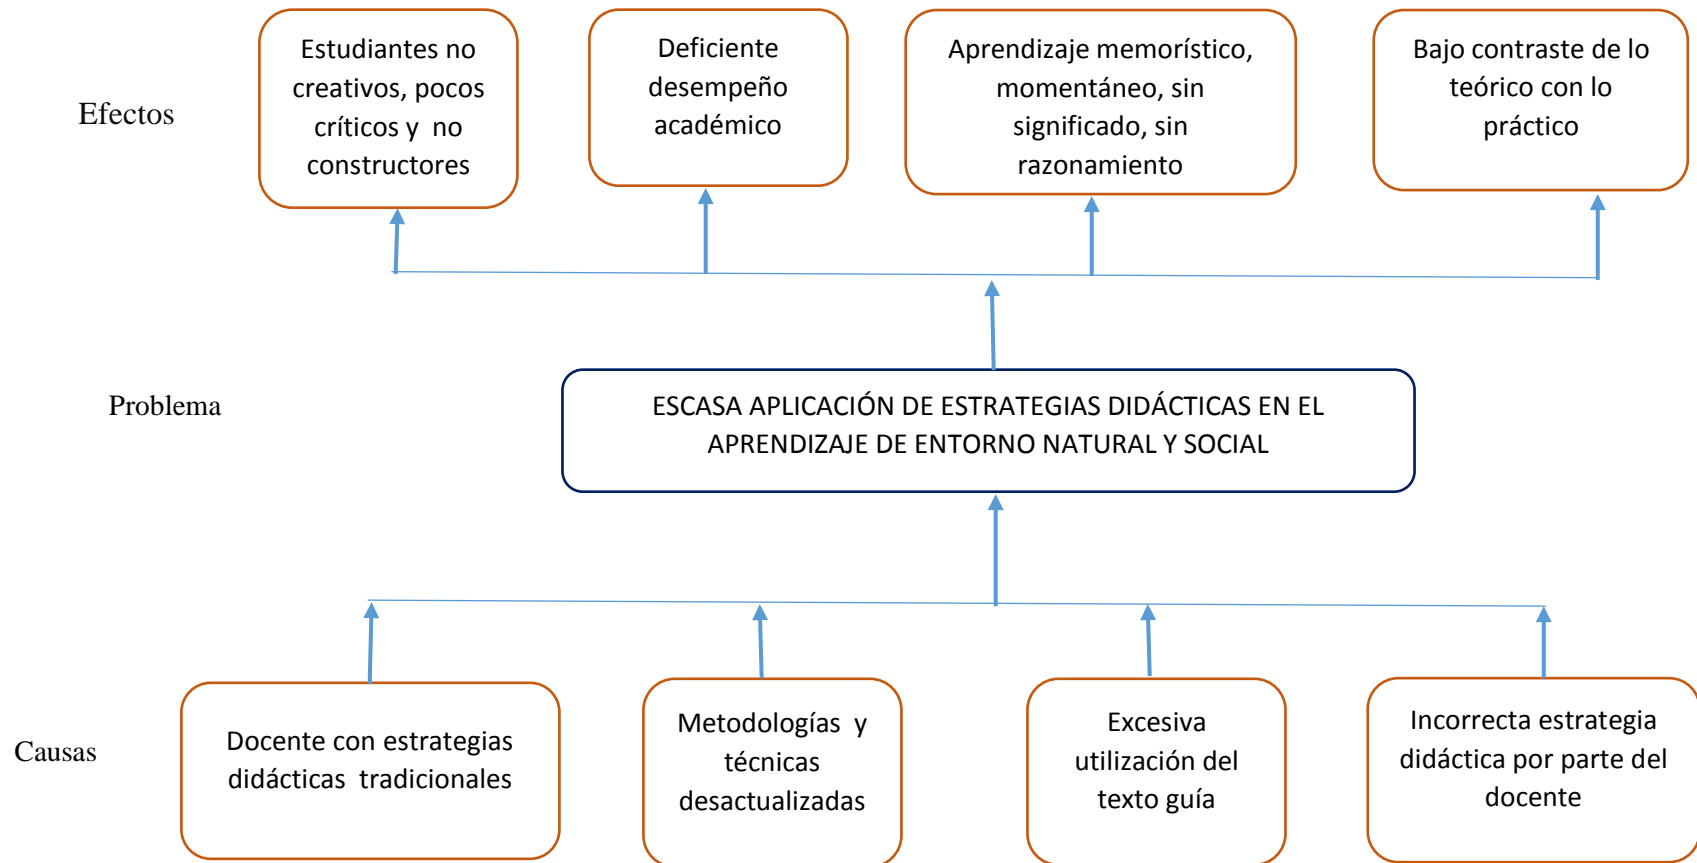 Efectos
Estudiantes no
creativos, pocos
críticos y no
constructores
Deficiente
desempeño
académico
Aprendizaje memorístico,
momentáneo, sin
significado, sin
razonamiento
Bajo contraste de lo
teórico con lo
práctico
Problema
ESCASA APLICACIÓN DE ESTRATEGIAS DIDÁCTICAS EN EL
APRENDIZAJE DE ENTORNO NATURAL Y SOCIAL
Causas
Docente con estrategias
didácticas tradicionales
Metodologías y
técnicas
desactualizadas
Excesiva
utilización del
texto guía
Incorrecta estrategia
didáctica por parte del
docente